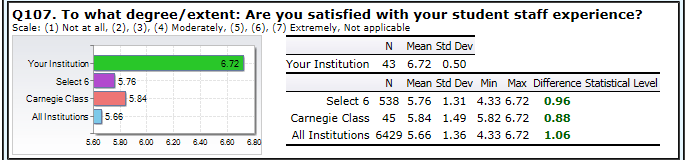 Q107. To what degree/extent: Are you satisfied with your student staff experience?
Scale: (1) Not at all, (2), (3), (4) Moderately, (5), (6), (7) Extremely, Not applicable
Your Institution 6.72
Select 6 5.76
Carnegie Class 5.84
All Institutions 5.66
5.60 5.80 6.00 6.20 6.40 6.60 6.80
N Mean Std Dev
Your Institution 43 6.72 0.50
N Mean Std Dev Min Max Difference Statistical Level
Select 6 538 5.76 1.31 4.33 6.72 0.96
Carnegie Class 45 5.84 1.49 5.82 6.72 0.88
All Institutions 6429 5.66 1.36 4.33 6.72 1.06